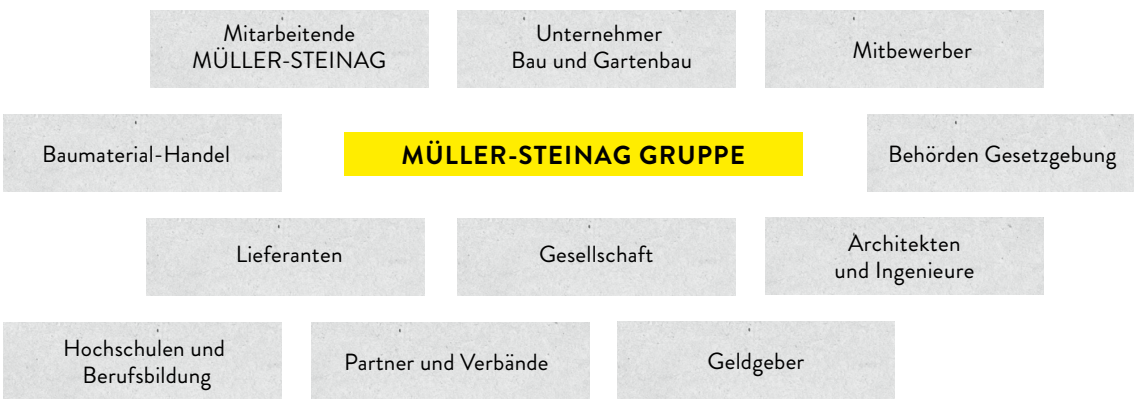 Mitarbeitende
MÜLLER-STEINAG
Unternehmer
Bau und Gartenbau
Mitbewerber
Baumaterial-Handel
MÜLLER-STEINAG GRUPPE
Behörden Gesetzgebung
Lieferanten
Gesellschaft
Architekten
und Ingenieure
Hochschulen und
Berufsbildung
Partner und Verbände
Geldgeber